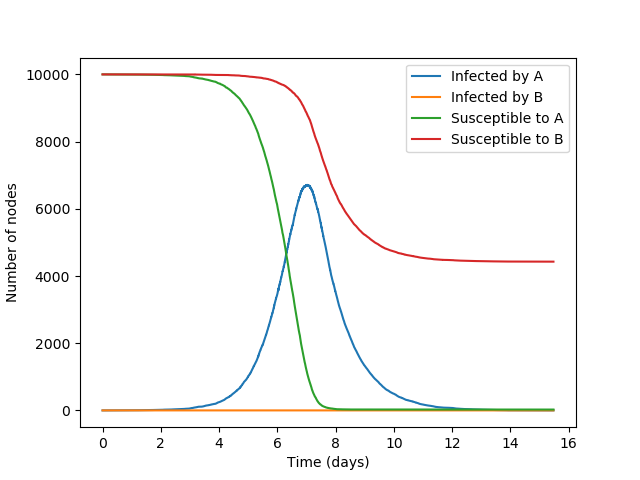 Infected by A
Infected by B
Susceptible to A
Susceptible to B
Number of nodes
10000
8000
6000
4000
2000
0
0 2 4 6 8 10 12 14 16
Time (days)